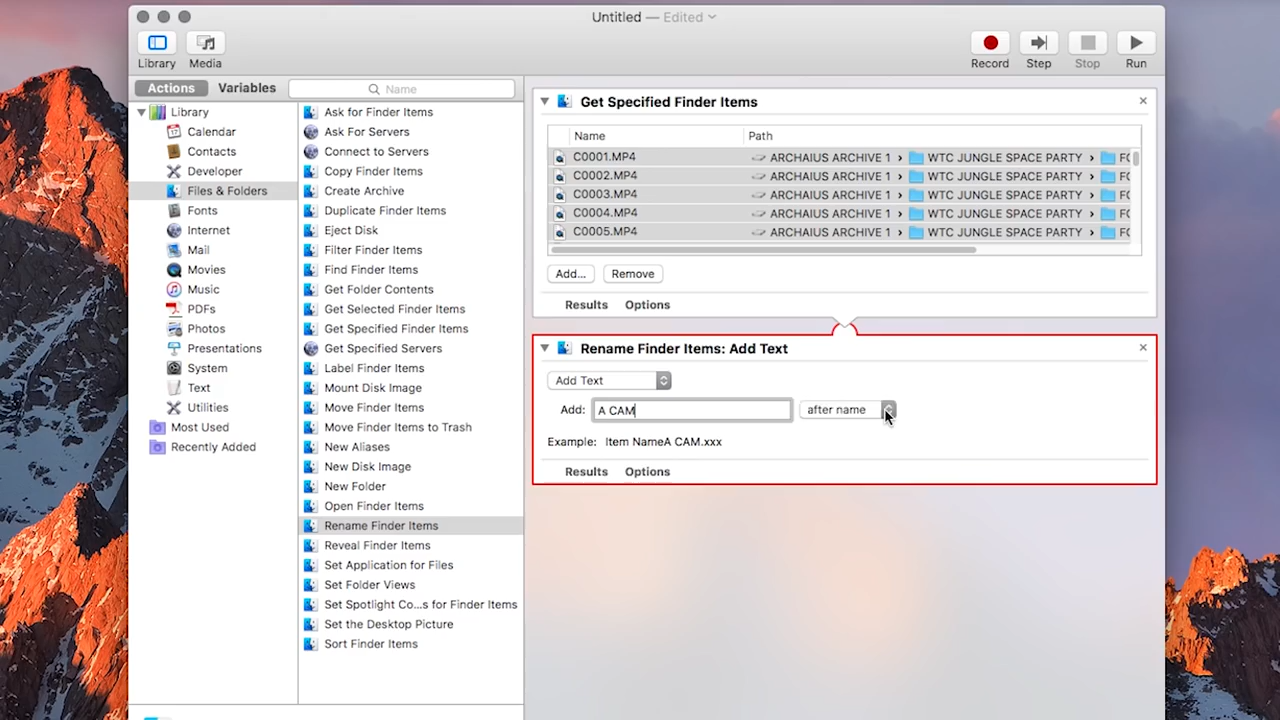 Untitled — Edited
Library Media Record Step Stop Run
Actions Variables Name
Library
Calendar
Contacts
Developer
Files & Folders
Fonts
Internet
Mail
Movies
Music
PDFs
Photos
Presentations
System
Text
Utilities
Most Used
Recently Added
Ask for Finder Items
Ask For Servers
Connect to Servers
Copy Finder Items
Create Archive
Duplicate Finder Items
Eject Disk
Filter Finder Items
Find Finder Items
Get Folder Contents
Get Selected Finder Items
Get Specified Finder Items
Get Specified Servers
Label Finder Items
Mount Disk Image
Move Finder Items
Move Finder Items to Trash
New Aliases
New Disk Image
New Folder
Open Finder Items
Rename Finder Items
Reveal Finder Items
Set Application for Files
Set Folder Views
Set Spotlight Co...s for Finder Items
Set the Desktop Picture
Sort Finder Items
Get Specified Finder Items
Name Path
C0001.MP4 ARCHAIUS ARCHIVE 1 › WTC JUNGLE SPACE PARTY ›
C0002.MP4 ARCHAIUS ARCHIVE 1 › WTC JUNGLE SPACE PARTY ›
C0003.MP4 ARCHAIUS ARCHIVE 1 › WTC JUNGLE SPACE PARTY ›
C0004.MP4 ARCHAIUS ARCHIVE 1 › WTC JUNGLE SPACE PARTY ›
C0005.MP4 ARCHAIUS ARCHIVE 1 › WTC JUNGLE SPACE PARTY ›
Add... Remove
Results Options
Rename Finder Items: Add Text
Add Text
Add: A CAM after name
Example: Item NameA CAM.xxx
Results Options